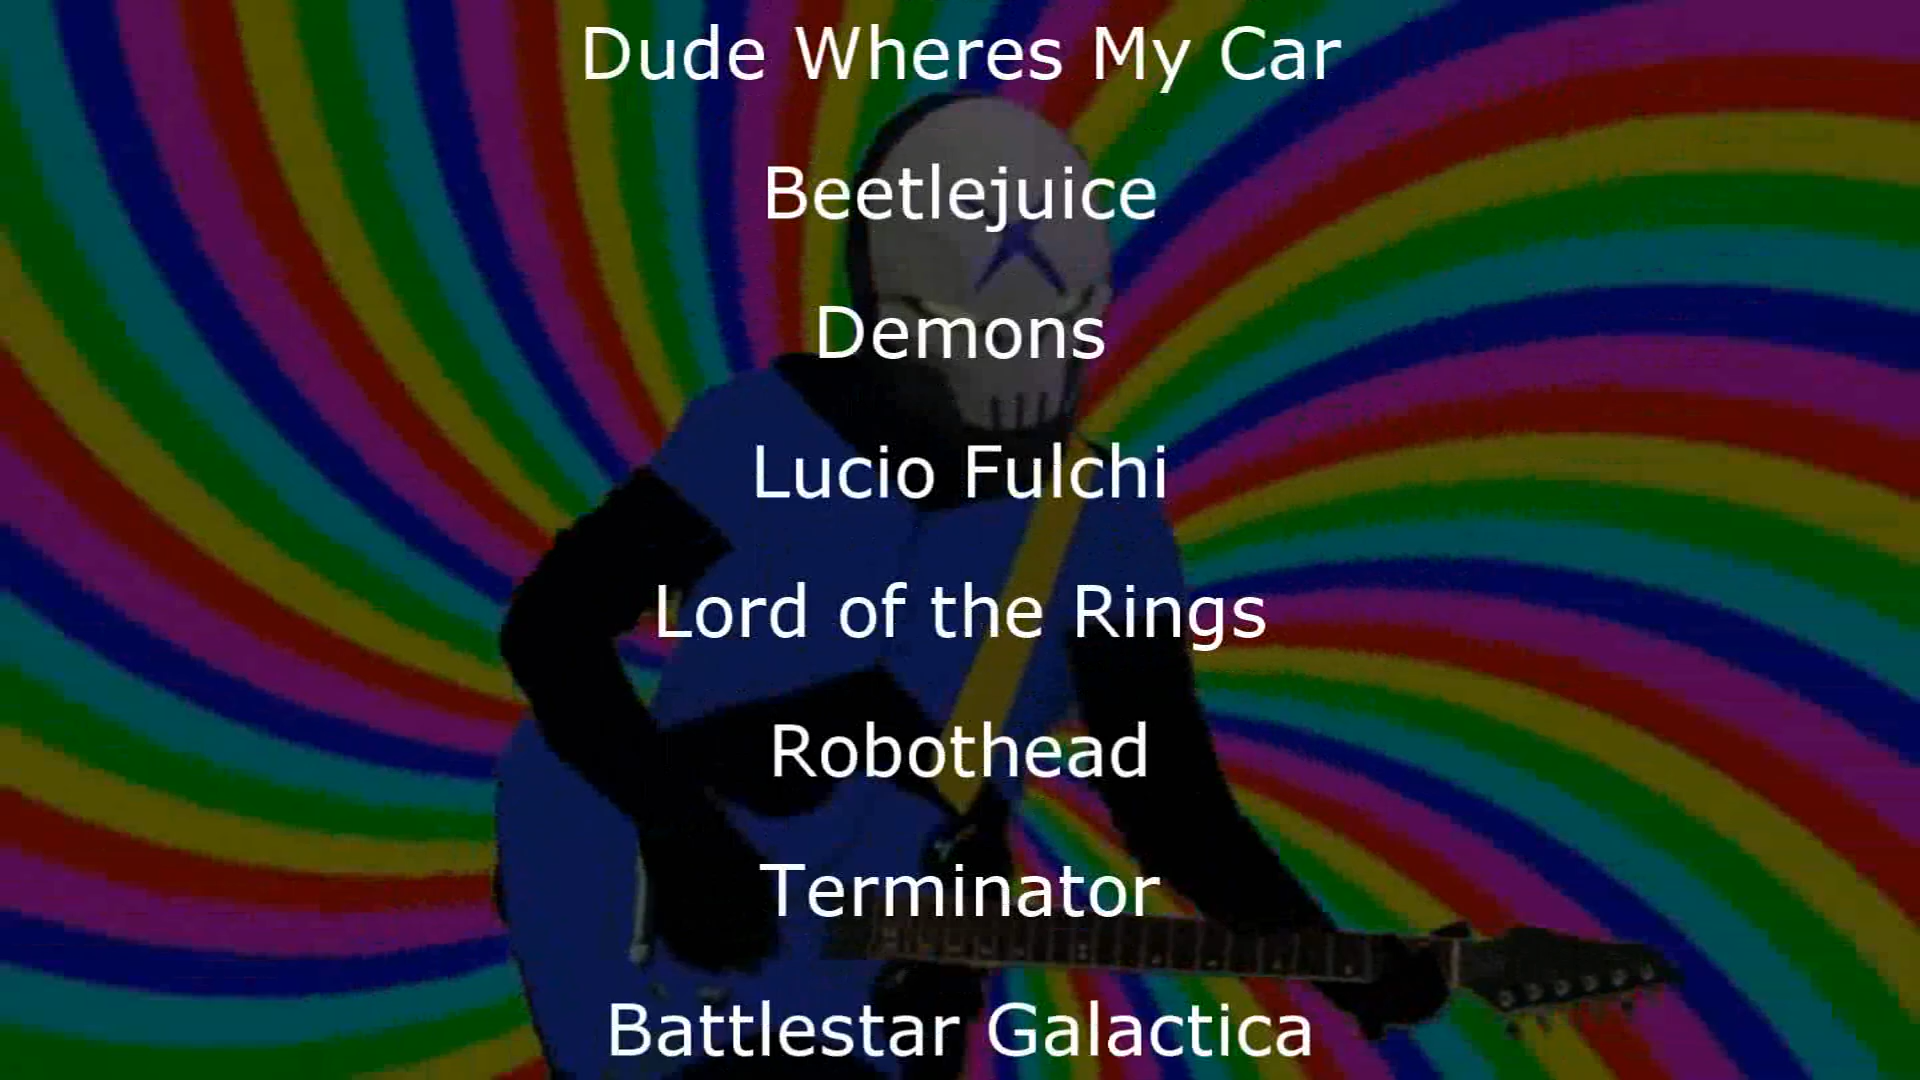 Dude Wheres My Car
Beetlejuice
Demons
Lucio Fulchi
Lord of the Rings
Robothead
Terminator
Battlestar Galactica